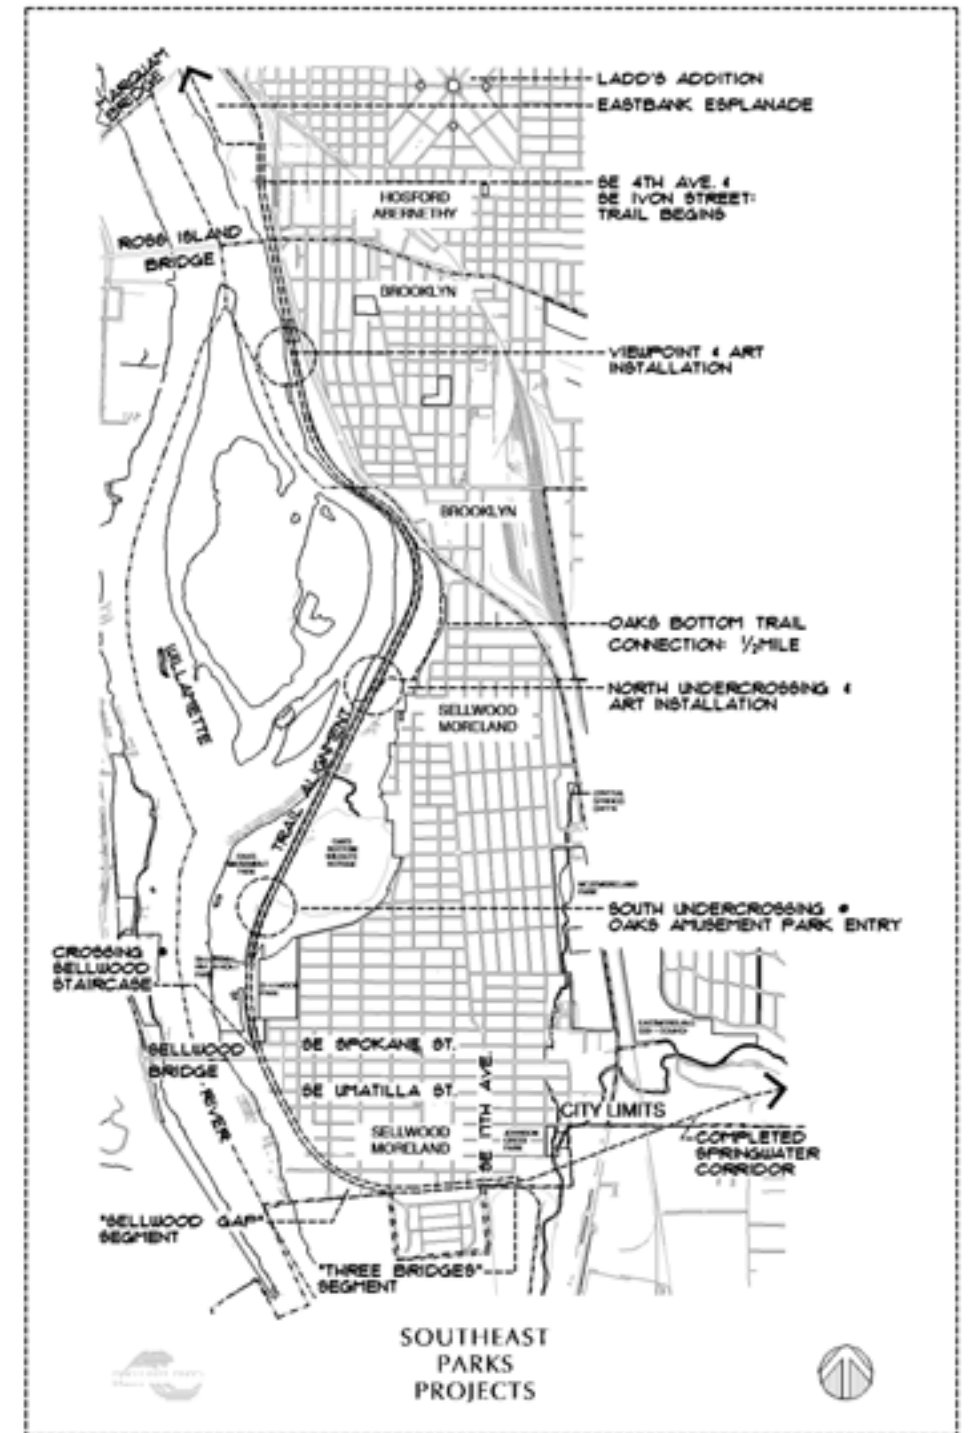 MARQUAM
BRIDGE
LADD'S ADDITION
EASTBANK ESPLANADE
SE 4TH AVE. &
SE IVON STREET:
TRAIL BEGINS
HOSFORD
ABERNETHY
ROSS ISLAND
BRIDGE
BROOKLYN
VIEWPOINT & ART
INSTALLATION
BROOKLYN
OAKS BOTTOM TRAIL
CONNECTION: 1/2 MILE
NORTH UNDERCROSSING &
ART INSTALLATION
WILLAMETTE
SELLWOOD
MORELAND
TRAIL ALIGNMENT
SOUTH UNDERCROSSING @
OAKS AMUSEMENT PARK ENTRY
CROSSING @
SELLWOOD
STAIRCASE
SELLWOOD
BRIDGE
RIVER
SE SPOKANE ST.
SE UMATILLA ST.
SE 17TH AVE.
CITY LIMITS
SELLWOOD
MORELAND
COMPLETED
SPRINGWATER
CORRIDOR
"SELLWOOD GAP"
SEGMENT
"THREE BRIDGES"
SEGMENT
SOUTHEAST
PARKS
PROJECTS